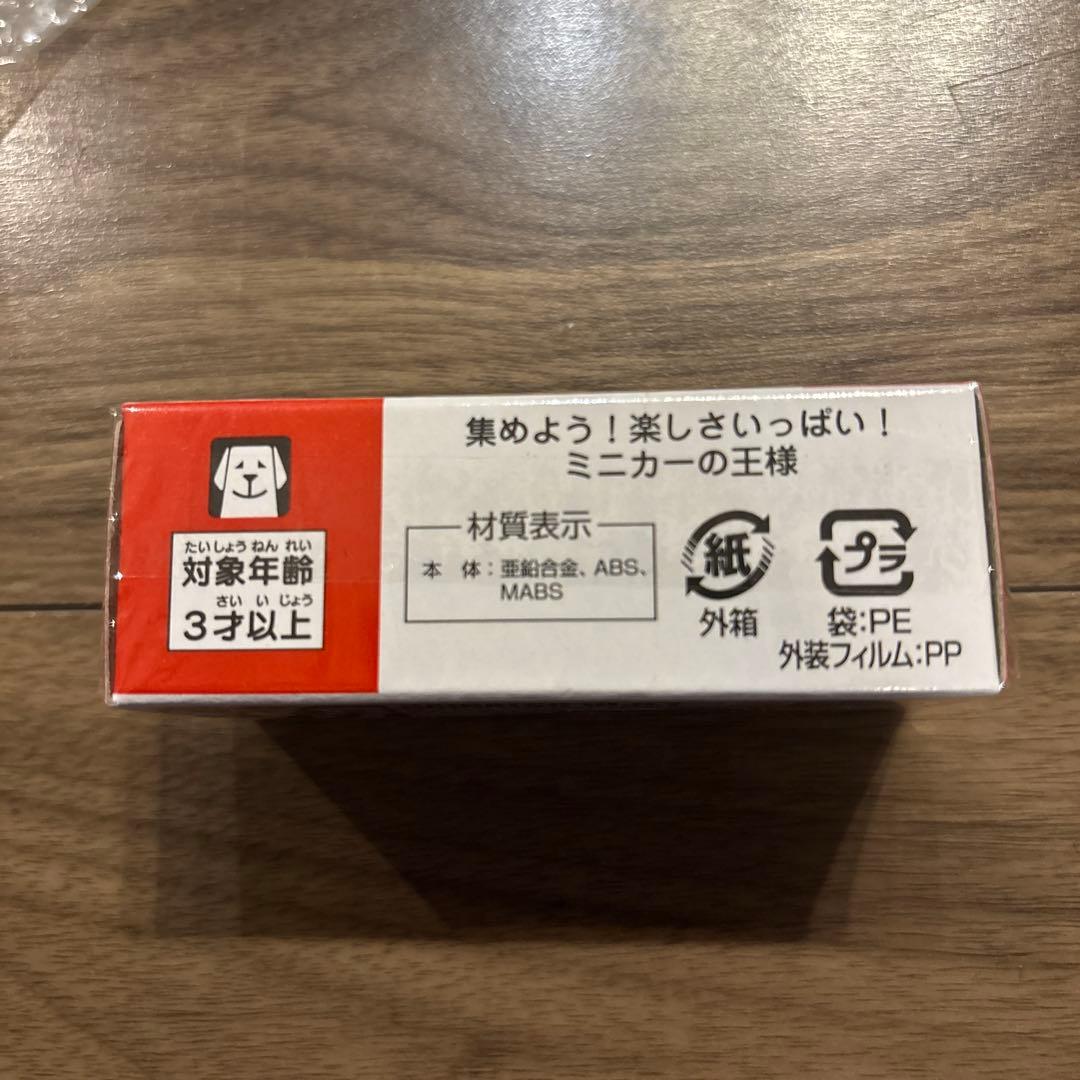 集めよう！楽しさいっぱい！
ミニカーの王様
たいしょうねんれい
対象年齢
さいいじょう
3才以上
材質表示
本　体：亜鉛合金、ABS、
MABS
紙
外箱
プラ
袋：PE
外装フィルム：PP